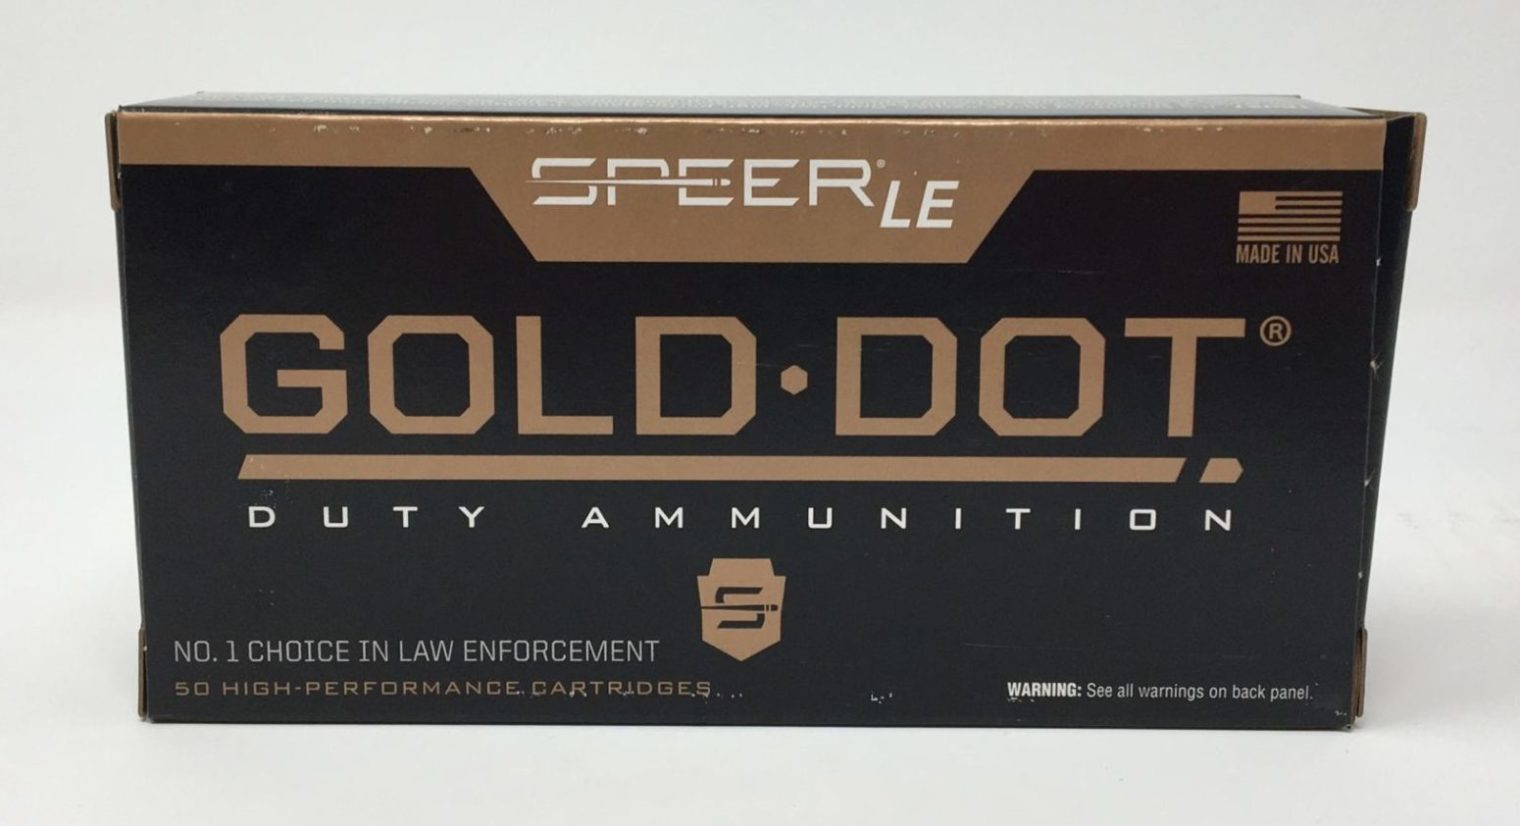 SPEER® LE
MADE IN USA
GOLD·DOT®
DUTY AMMUNITION
S
NO. 1 CHOICE IN LAW ENFORCEMENT
50 HIGH-PERFORMANCE CARTRIDGES
WARNING: See all warnings on back panel.